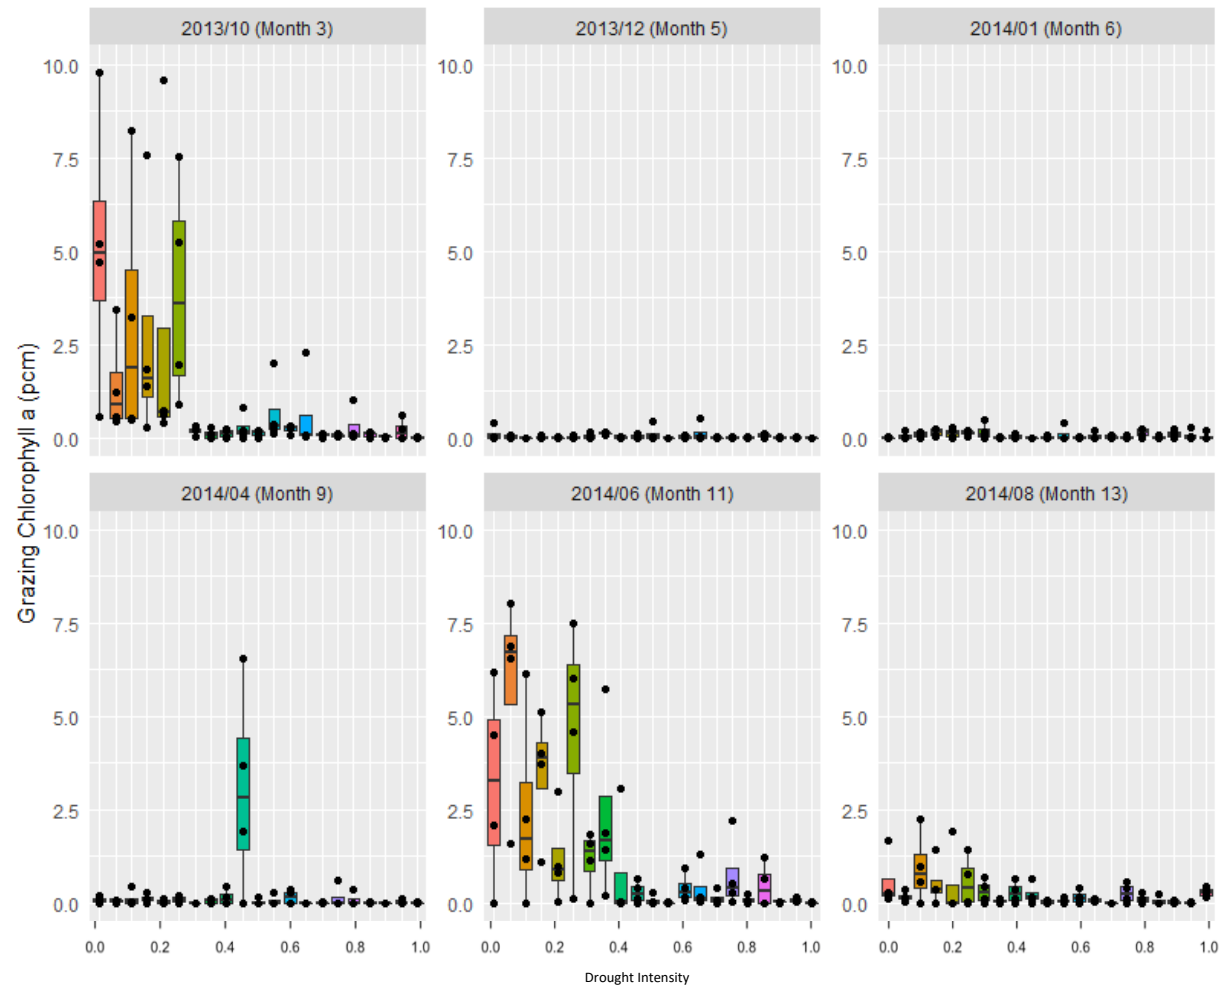 2013/10 (Month 3) 2013/12 (Month 5) 2014/01 (Month 6)
10.0 10.0 10.0
7.5 7.5 7.5
5.0 5.0 5.0
2.5 2.5 2.5
0.0 0.0 0.0
Grazing Chlorophyll a (pcm)
2014/04 (Month 9) 2014/06 (Month 11) 2014/08 (Month 13)
10.0 10.0 10.0
7.5 7.5 7.5
5.0 5.0 5.0
2.5 2.5 2.5
0.0 0.0 0.0
0.0 0.2 0.4 0.6 0.8 1.0 0.0 0.2 0.4 0.6 0.8 1.0 0.0 0.2 0.4 0.6 0.8 1.0
Drought Intensity